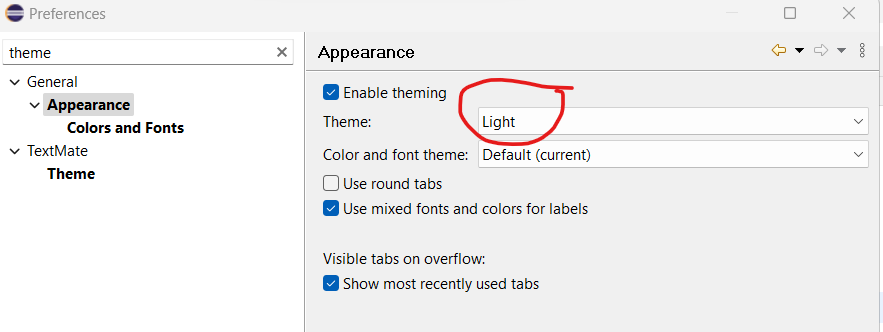 Preferences
theme
General
Appearance
Colors and Fonts
TextMate
Theme
Appearance
Enable theming
Theme: Light
Color and font theme: Default (current)
Use round tabs
Use mixed fonts and colors for labels
Visible tabs on overflow:
Show most recently used tabs